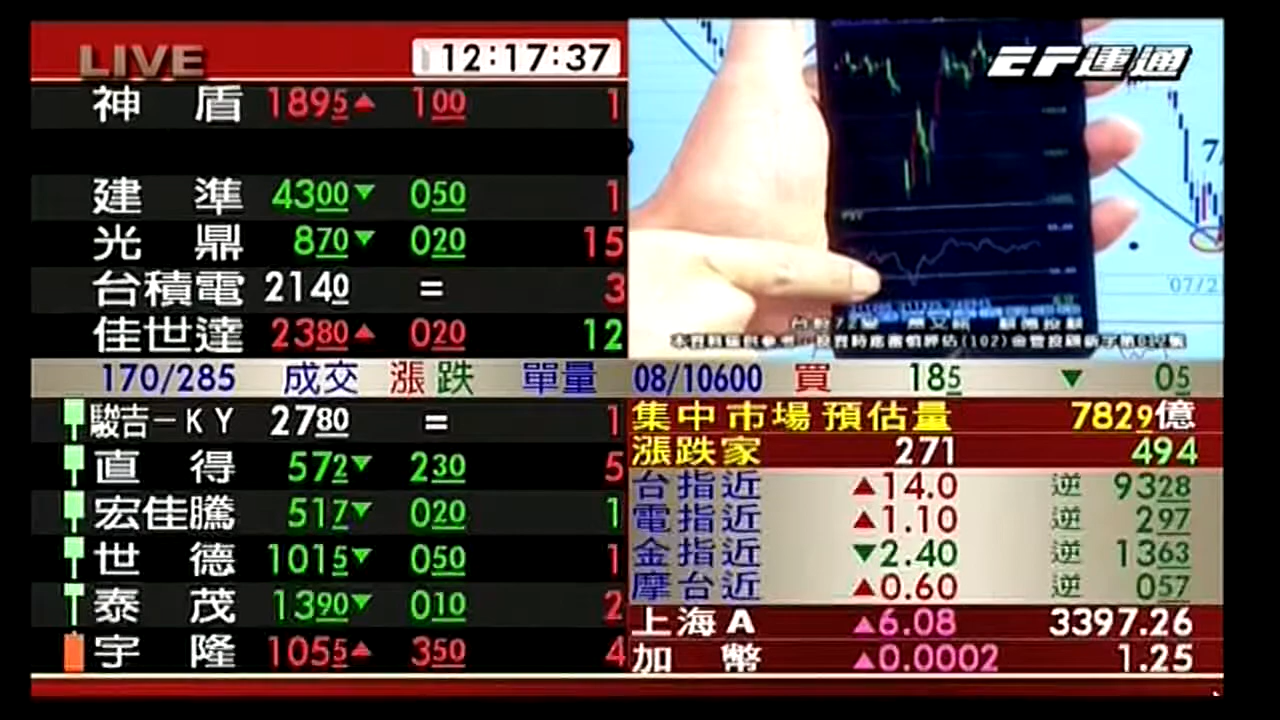 LIVE 12:17:37
神盾 1895▲ 100 1
建準 4300▼ 050 1
光鼎 870▼ 020 15
台積電 2140 = 3
佳世達 2380▲ 020 12
170/285 成交 漲跌 單量
駿吉－KY 2780 = 1
直得 572▼ 230 5
宏佳騰 517▼ 020 1
世德 1015▼ 050 1
泰茂 1390▼ 010 2
宇隆 1055▲ 350 4
EF運通
7/
07/2
08/10600 買 185 ▼ 05
集中市場預估量 7829億
漲跌家 271 494
台指近 ▲14.0 逆 9328
電指近 ▲1.10 逆 297
金指近 ▼2.40 逆 1363
摩台近 ▲0.60 逆 057
上海A ▲6.08 3397.26
加幣 ▲0.0002 1.25